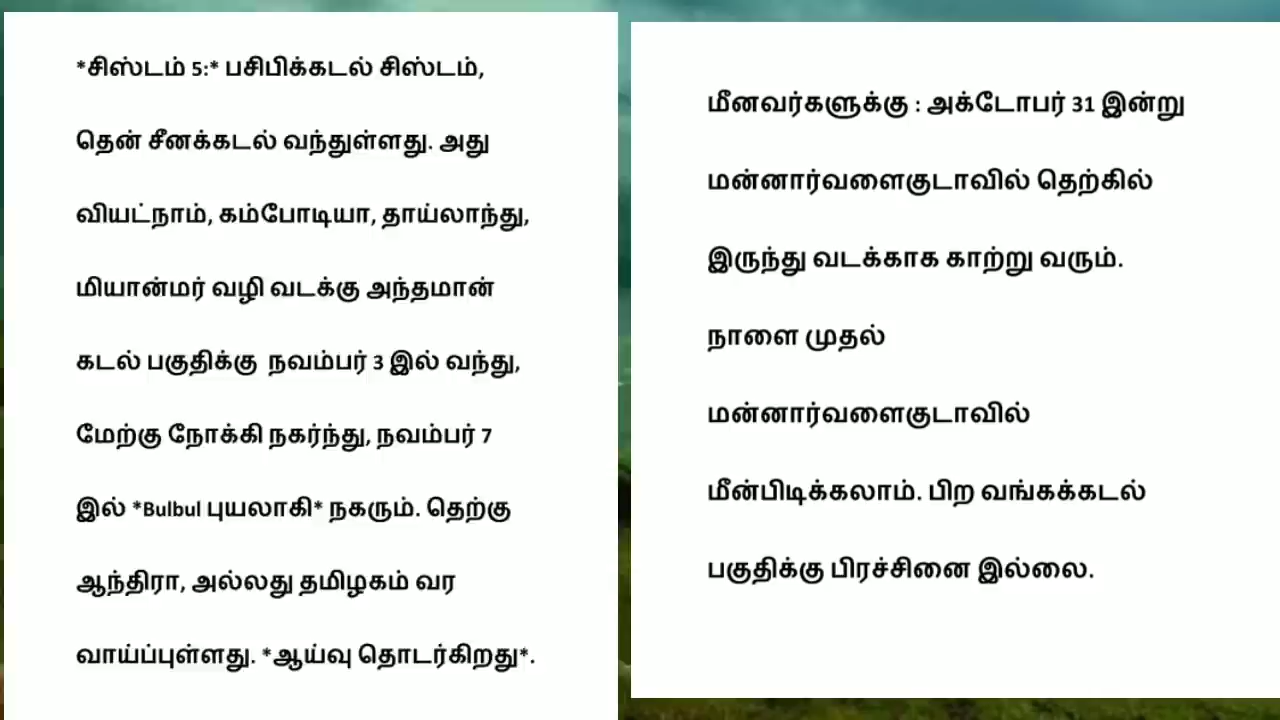 *சிஸ்டம் 5:* பசிபிக்கடல் சிஸ்டம்,
தென் சீனக்கடல் வந்துள்ளது. அது
வியட்நாம், கம்போடியா, தாய்லாந்து,
மியான்மர் வழி வடக்கு அந்தமான்
கடல் பகுதிக்கு நவம்பர் 3 இல் வந்து,
மேற்கு நோக்கி நகர்ந்து, நவம்பர் 7
இல் *Bulbul புயலாகி* நகரும். தெற்கு
ஆந்திரா, அல்லது தமிழகம் வர
வாய்ப்புள்ளது. *ஆய்வு தொடர்கிறது*.
மீனவர்களுக்கு : அக்டோபர் 31 இன்று
மன்னார்வளைகுடாவில் தெற்கில்
இருந்து வடக்காக காற்று வரும்.
நாளை முதல்
மன்னார்வளைகுடாவில்
மீன்பிடிக்கலாம். பிற வங்கக்கடல்
பகுதிக்கு பிரச்சினை இல்லை.